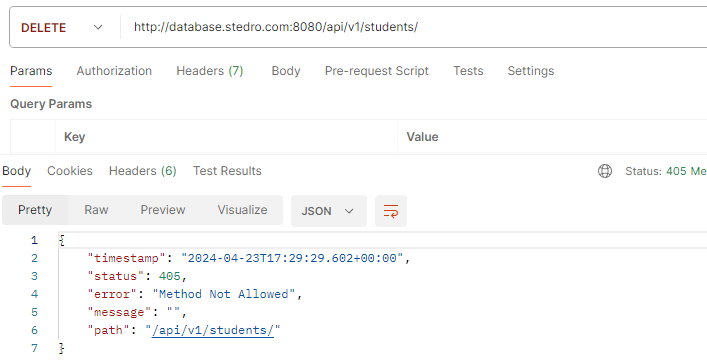 DELETE http://database.stedro.com:8080/api/v1/students/
Params Authorization Headers (7) Body Pre-request Script Tests Settings
Query Params
Key Value
Body Cookies Headers (6) Test Results Status: 405 Me
Pretty Raw Preview Visualize JSON
1 {
2 "timestamp": "2024-04-23T17:29:29.602+00:00",
3 "status": 405,
4 "error": "Method Not Allowed",
5 "message": "",
6 "path": "/api/v1/students/"
7 }